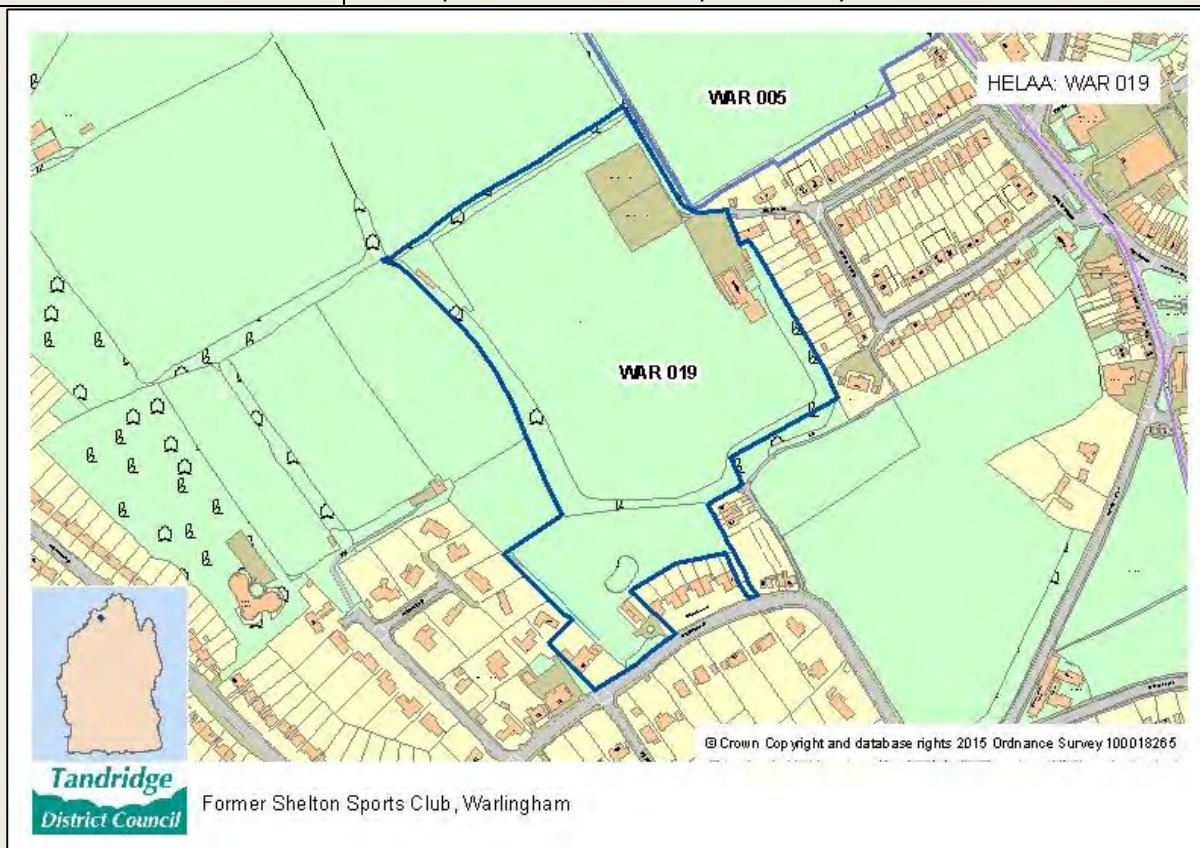 HELAA: WAR 019
WAR 005
WAR 019
© Crown Copyright and database rights 2015 Ordnance Survey 100018265
Tandridge
District Council
Former Shelton Sports Club, Warlingham